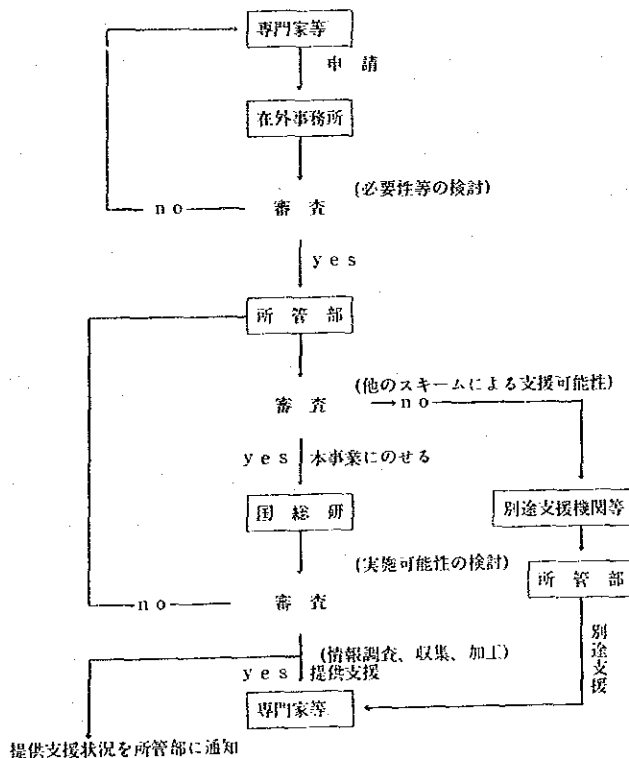 専門家等
申 請
在外事務所
(必要性等の検討)
no
審 査
yes
所 管 部
(他のスキームによる支援可能性)
審 査
no
yes
本事業にのせる
国 総 研
別途支援機関等
(実施可能性の検討)
所 管 部
no
審 査
別途支援
(情報調査、収集、加工)
yes
提供支援
専門家等
提供支援状況を所管部に通知